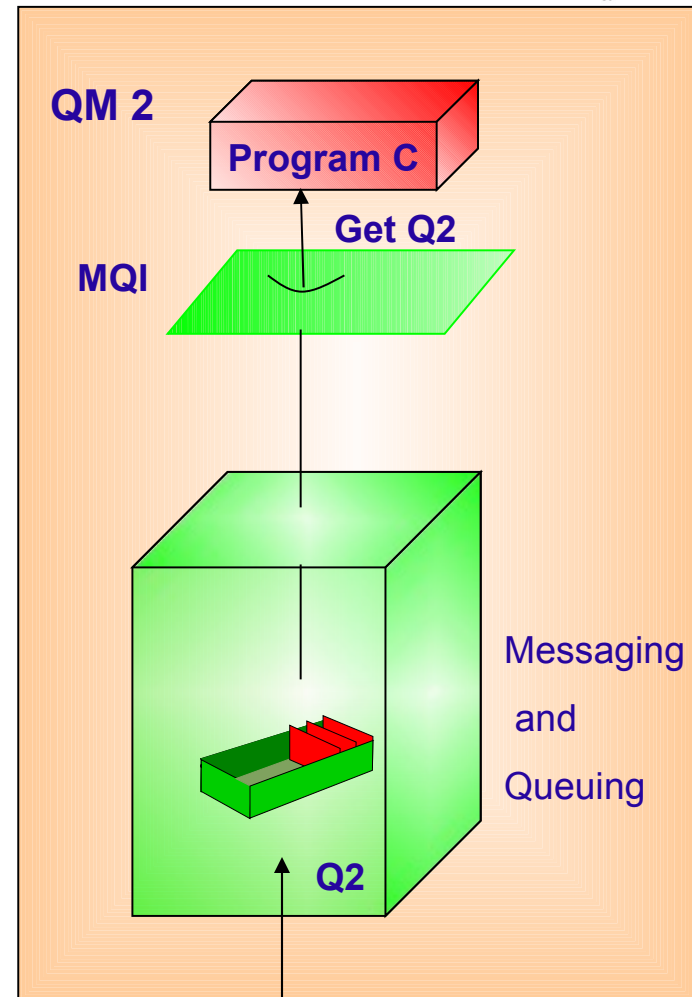 QM 2
Program C
Get Q2
MQI
Messaging
and
Queuing
Q2